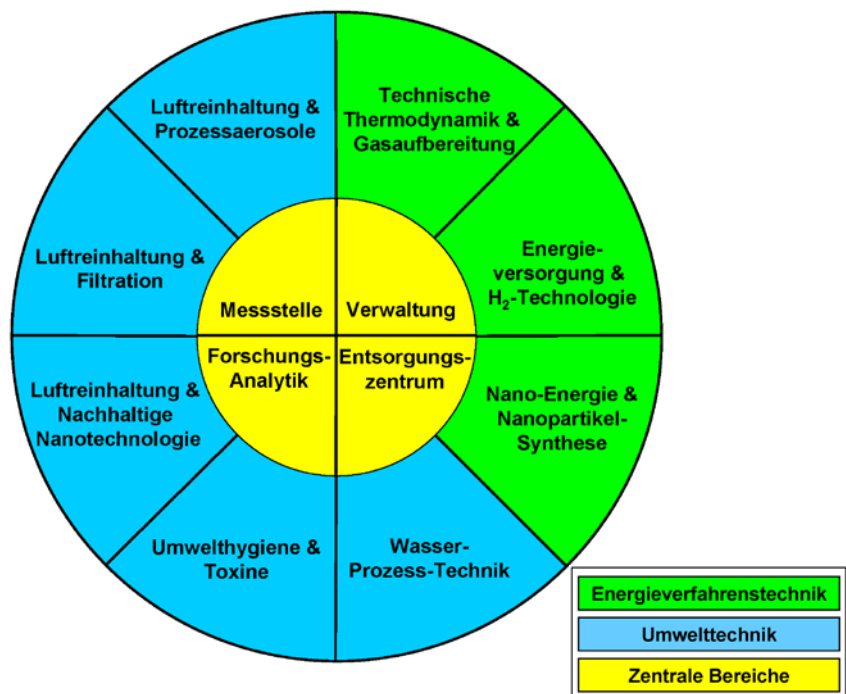 Luftreinhaltung &
Prozessaerosole
Technische
Thermodynamik &
Gasaufbereitung
Luftreinhaltung &
Filtration
Energie-
versorgung &
H₂-Technologie
Messstelle
Verwaltung
Forschungs-
Analytik
Entsorgungs-
zentrum
Luftreinhaltung &
Nachhaltige
Nanotechnologie
Nano-Energie &
Nanopartikel-
Synthese
Umwelthygiene &
Toxine
Wasser-
Prozess-Technik
Energieverfahrenstechnik
Umwelttechnik
Zentrale Bereiche